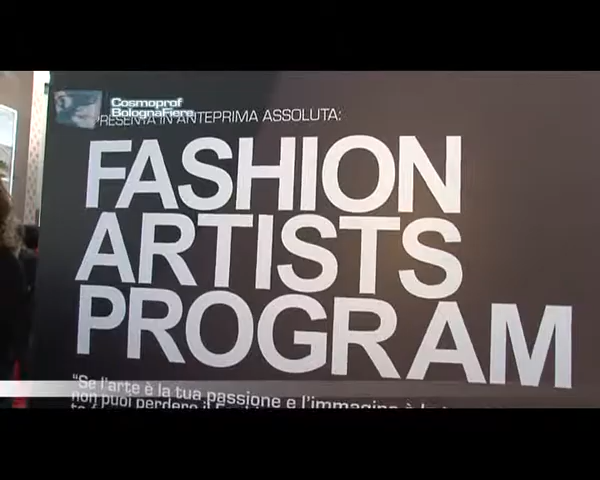 Cosmoprof
BolognaFiere
PRESENTA IN ANTEPRIMA ASSOLUTA:
FASHION
ARTISTS
PROGRAM
"Se l'arte è la tua passione e l'immagine è
non puoi perdere il